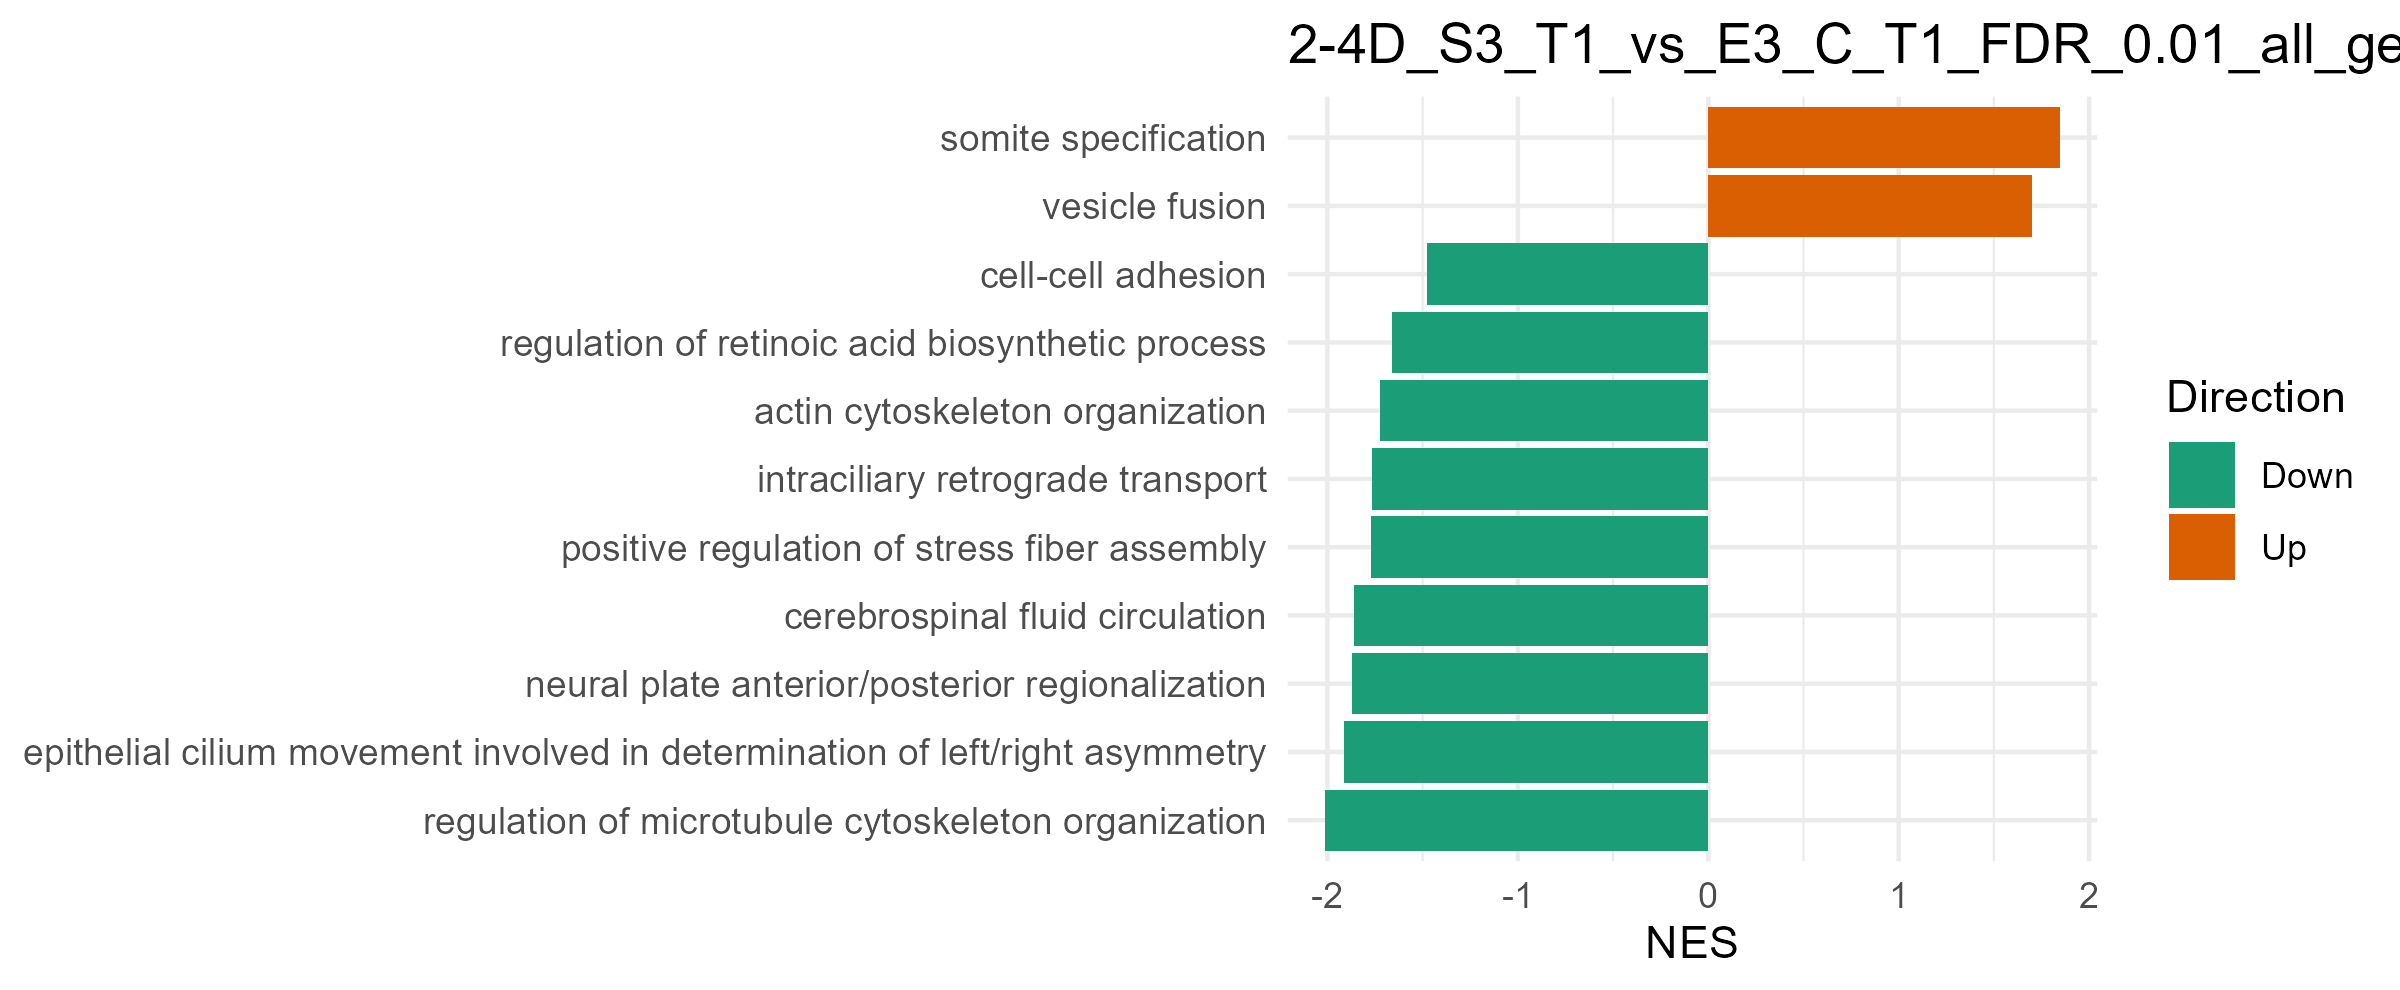 2-4D_S3_T1_vs_E3_C_T1_FDR_0.01_all_ge
somite specification
vesicle fusion
cell-cell adhesion
regulation of retinoic acid biosynthetic process
actin cytoskeleton organization
intraciliary retrograde transport
positive regulation of stress fiber assembly
cerebrospinal fluid circulation
neural plate anterior/posterior regionalization
epithelial cilium movement involved in determination of left/right asymmetry
regulation of microtubule cytoskeleton organization
-2 -1 0 1 2
NES
Direction
Down
Up